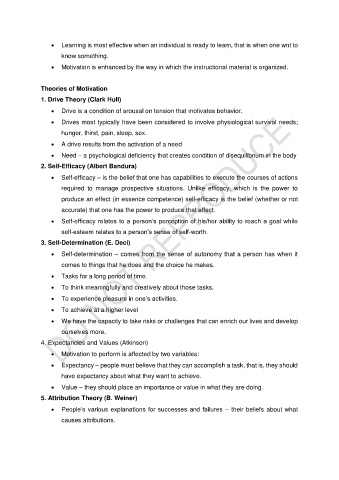 • Learning is most effective when an individual is ready to learn, that is when one wnt to
know something.
• Motivation is enhanced by the way in which the instructional material is organized.
Theories of Motivation
1. Drive Theory (Clark Hull)
• Drive is a condition of arousal on tension that motivates behavior.
• Drives most typically have been considered to involve physiological survival needs;
hunger, thirst, pain, sleep, sex.
• A drive results from the activation of a need
• Need – a psychological deficiency that creates condition of disequilibrium in the body
2. Self-Efficacy (Albert Bandura)
• Self-efficacy – is the belief that one has capabilities to execute the courses of actions
required to manage prospective situations. Unlike efficacy, which is the power to
produce an effect (in essence competence) self-efficacy is the belief (whether or not
accurate) that one has the power to produce that effect.
• Self-efficacy relates to a person's perception of his/her ability to reach a goal while
self-esteem relates to a person's sense of self-worth.
3. Self-Determination (E. Deci)
• Self-determination – comes from the sense of autonomy that a person has when it
comes to things that he does and the choice he makes.
• Tasks for a long period of time.
• To think meaningfully and creatively about those tasks.
• To experience pleasure in one's activities.
• To achieve at a higher level
• We have the capacity to take risks or challenges that can enrich our lives and develop
ourselves more.
4. Expectancies and Values (Atkinson)
• Motivation to perform is affected by two variables:
• Expectancy – people must believe that they can accomplish a task, that is, they should
have expectancy about what they want to achieve.
• Value – they should place an importance or value in what they are doing.
5. Attribution Theory (B. Weiner)
• People's various explanations for successes and failures – their beliefs about what
causes attributions.
DO NOT REPRODUCE